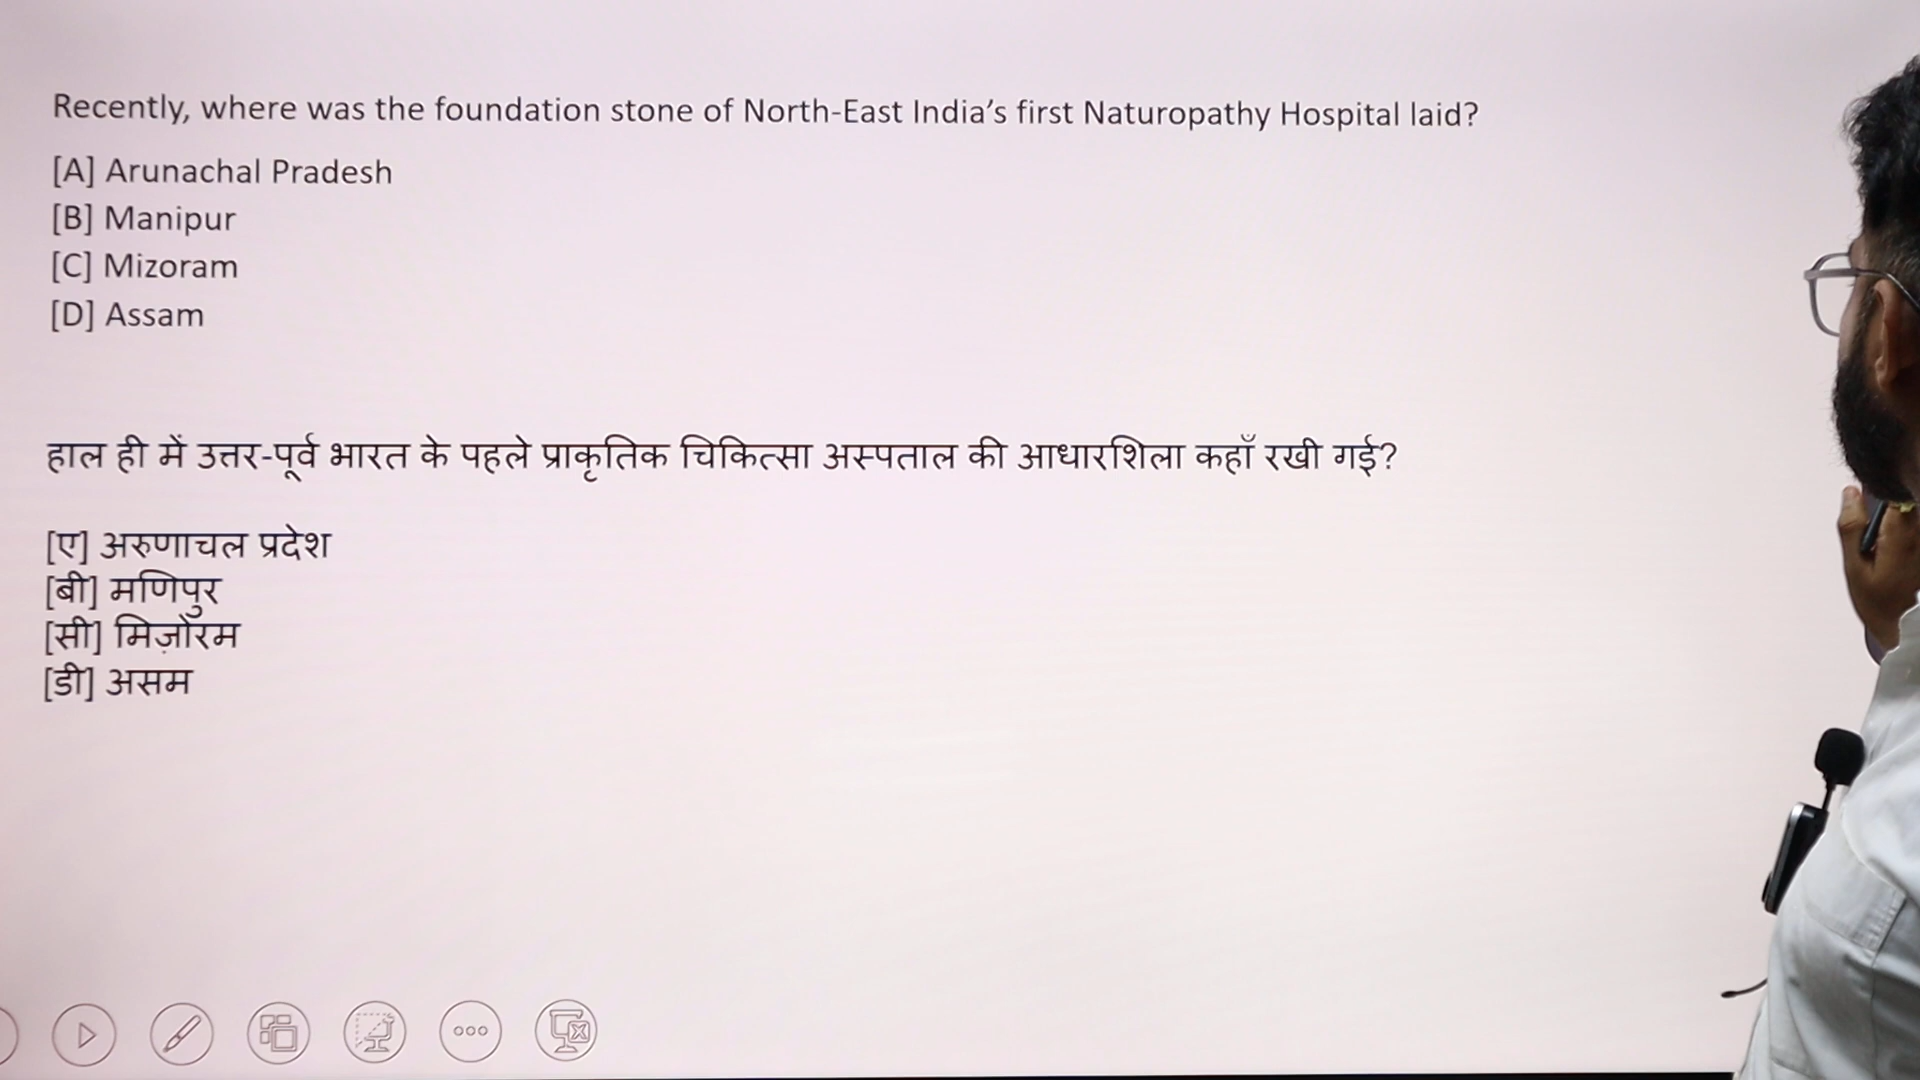 Recently, where was the foundation stone of North-East India’s first Naturopathy Hospital laid?
[A] Arunachal Pradesh
[B] Manipur
[C] Mizoram
[D] Assam
हाल ही में उत्तर-पूर्व भारत के पहले प्राकृतिक चिकित्सा अस्पताल की आधारशिला कहाँ रखी गई?
[ए] अरुणाचल प्रदेश
[बी] मणिपुर
[सी] मिज़ोरम
[डी] असम